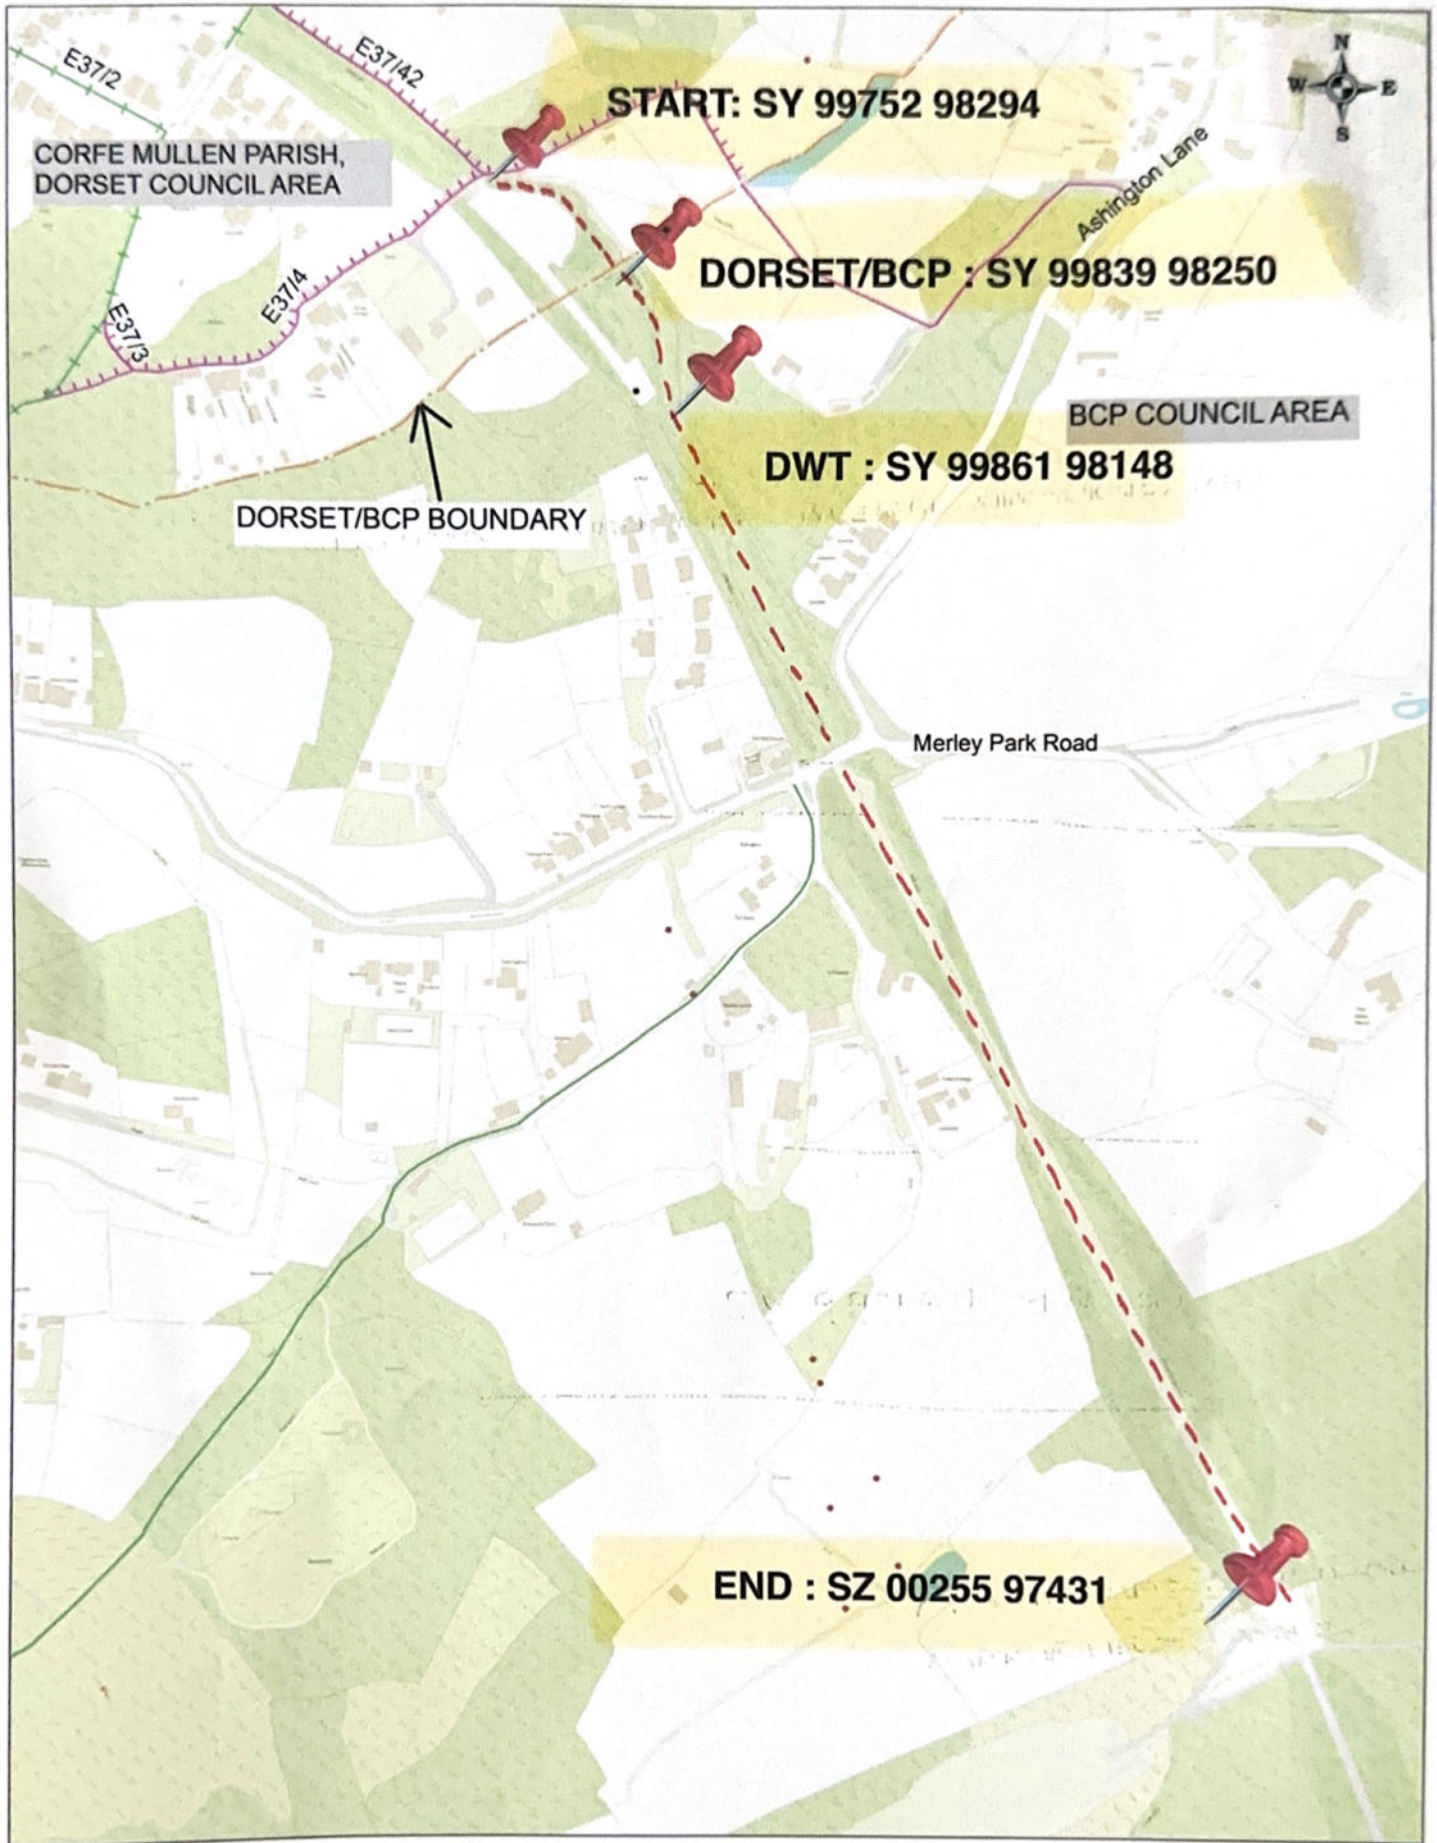 E37/2
E37/42
N
W E
S
START: SY 99752 98294
CORFE MULLEN PARISH,
DORSET COUNCIL AREA
Ashington Lane
DORSET/BCP : SY 99839 98250
E37/4
E37/3
BCP COUNCIL AREA
DWT : SY 99861 98148
DORSET/BCP BOUNDARY
Merley Park Road
END : SZ 00255 97431